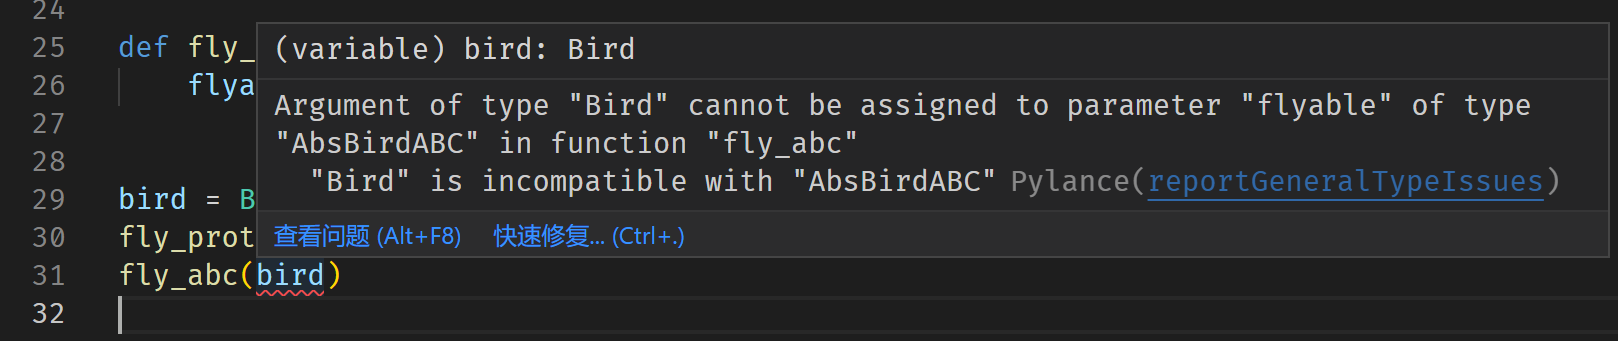 24
25 def fly_
(variable) bird: Bird
26 flya
Argument of type "Bird" cannot be assigned to parameter "flyable" of type
27
"AbsBirdABC" in function "fly_abc"
28
"Bird" is incompatible with "AbsBirdABC" Pylance(reportGeneralTypeIssues)
29 bird = B
30 fly_prot
查看问题 (Alt+F8) 快速修复... (Ctrl+.)
31 fly_abc(bird)
32